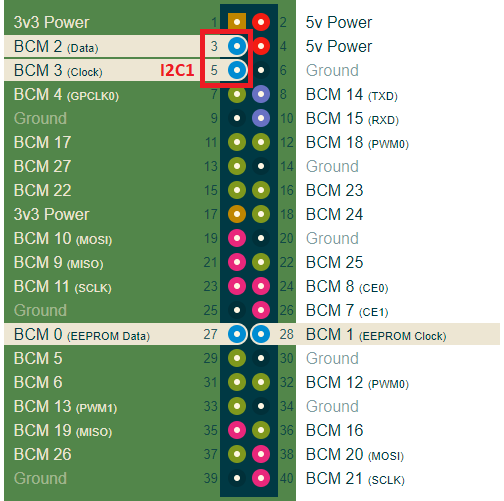 3v3 Power 1 2 5v Power
BCM 2 (Data) 3 4 5v Power
BCM 3 (Clock) I2C1 5 6 Ground
BCM 4 (GPCLK0) 7 8 BCM 14 (TXD)
Ground 9 10 BCM 15 (RXD)
BCM 17 11 12 BCM 18 (PWM0)
BCM 27 13 14 Ground
BCM 22 15 16 BCM 23
3v3 Power 17 18 BCM 24
BCM 10 (MOSI) 19 20 Ground
BCM 9 (MISO) 21 22 BCM 25
BCM 11 (SCLK) 23 24 BCM 8 (CE0)
Ground 25 26 BCM 7 (CE1)
BCM 0 (EEPROM Data) 27 28 BCM 1 (EEPROM Clock)
BCM 5 29 30 Ground
BCM 6 31 32 BCM 12 (PWM0)
BCM 13 (PWM1) 33 34 Ground
BCM 19 (MISO) 35 36 BCM 16
BCM 26 37 38 BCM 20 (MOSI)
Ground 39 40 BCM 21 (SCLK)